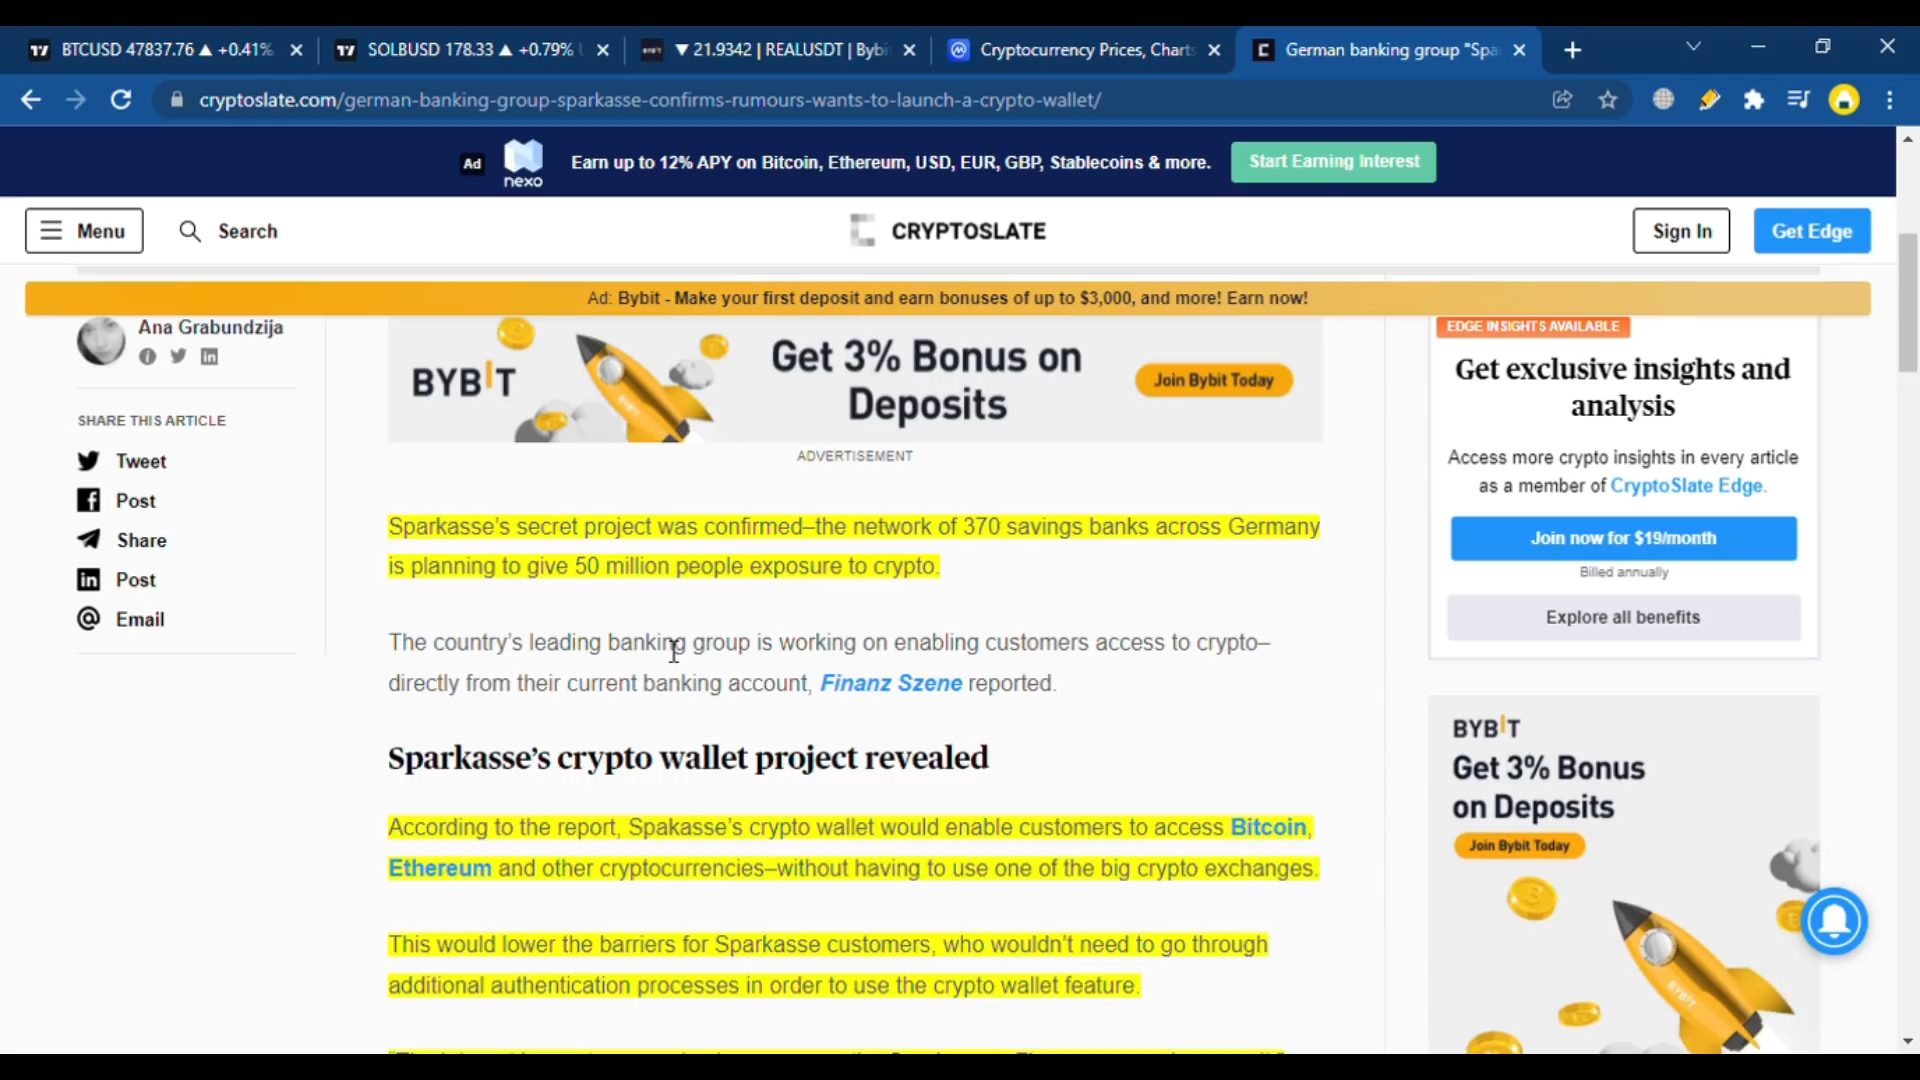 BTCUSD 47837.76 ▲ +0.41%
SOLBUSD 178.33 ▲ +0.79%
▼ 21.9342 | REALUSDT | Bybi
Cryptocurrency Prices, Charts
German banking group "Spa
cryptoslate.com/german-banking-group-sparkasse-confirms-rumours-wants-to-launch-a-crypto-wallet/
Ad
nexo
Earn up to 12% APY on Bitcoin, Ethereum, USD, EUR, GBP, Stablecoins & more.
Start Earning Interest
Menu
Search
CRYPTOSLATE
Sign In
Get Edge
Ad: Bybit - Make your first deposit and earn bonuses of up to $3,000, and more! Earn now!
Ana Grabundzija
SHARE THIS ARTICLE
Tweet
Post
Share
Post
Email
BYBIT
Get 3% Bonus on
Deposits
Join Bybit Today
ADVERTISEMENT
Sparkasse's secret project was confirmed–the network of 370 savings banks across Germany
is planning to give 50 million people exposure to crypto.
The country's leading banking group is working on enabling customers access to crypto–
directly from their current banking account, Finanz Szene reported.
Sparkasse's crypto wallet project revealed
According to the report, Spakasse's crypto wallet would enable customers to access Bitcoin,
Ethereum and other cryptocurrencies–without having to use one of the big crypto exchanges.
This would lower the barriers for Sparkasse customers, who wouldn't need to go through
additional authentication processes in order to use the crypto wallet feature.
EDGE INSIGHTS AVAILABLE
Get exclusive insights and
analysis
Access more crypto insights in every article
as a member of CryptoSlate Edge.
Join now for $19/month
Billed annually
Explore all benefits
BYBIT
Get 3% Bonus
on Deposits
Join Bybit Today
BYBIT